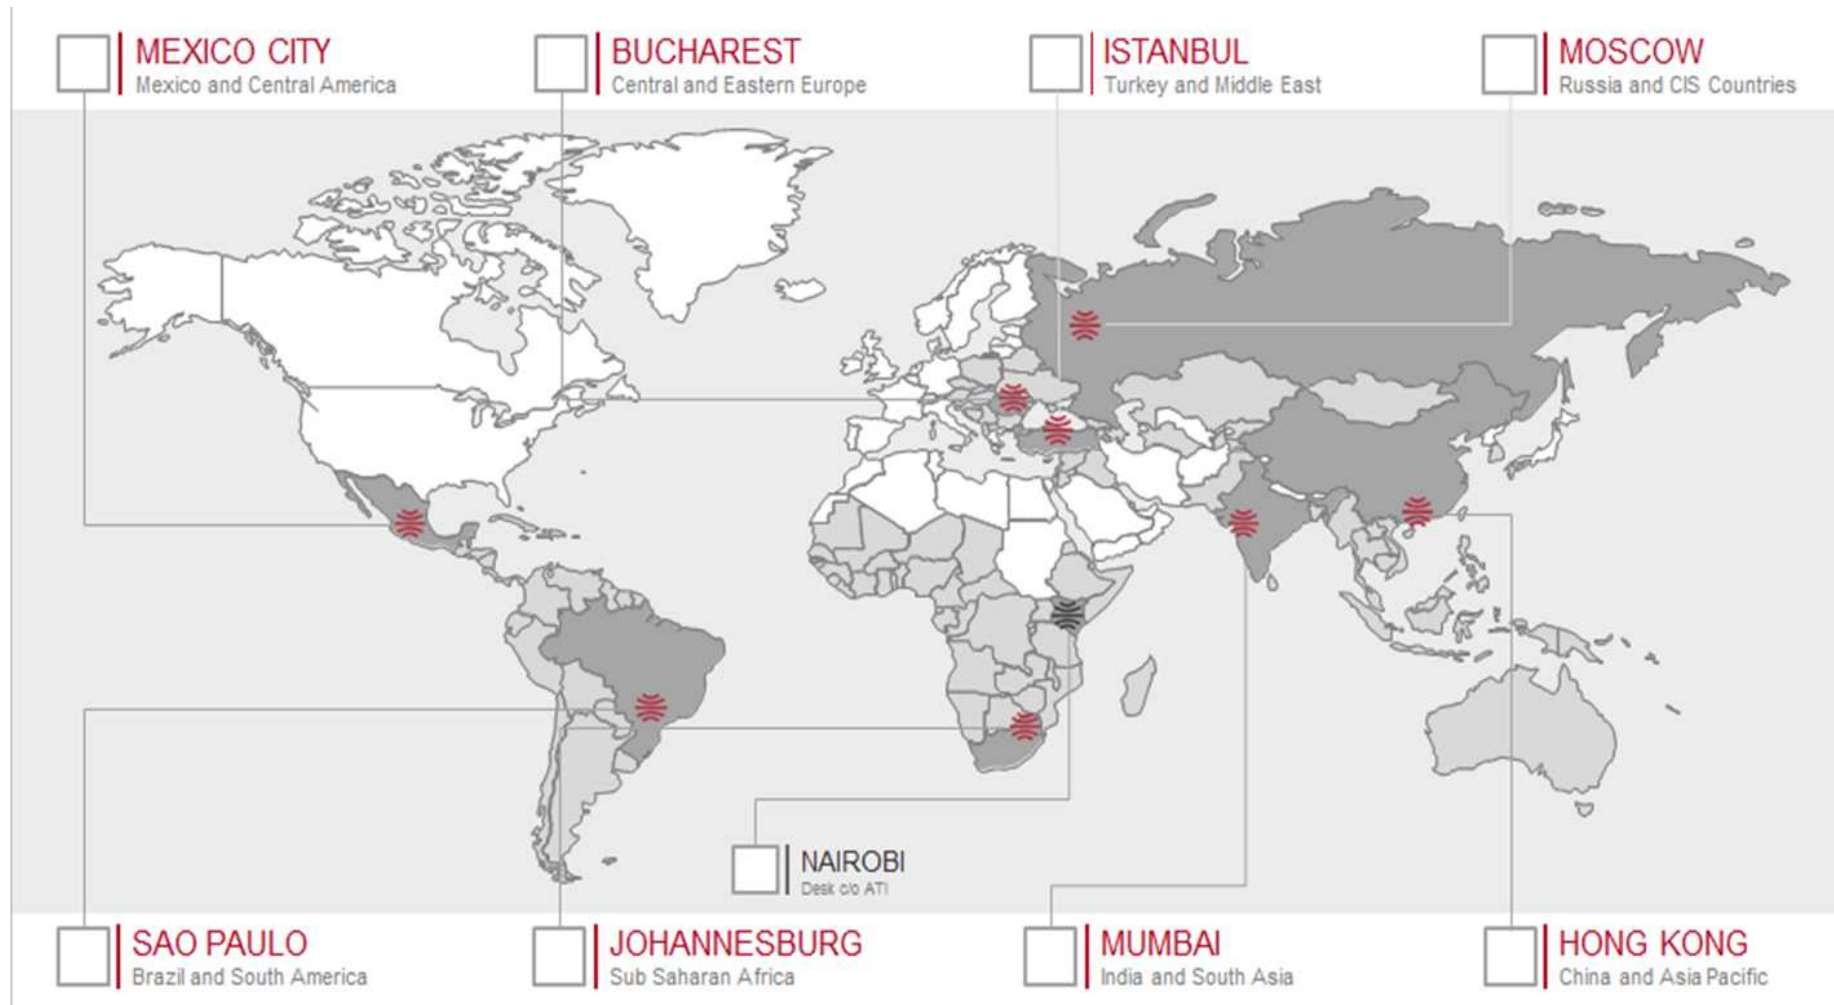 MEXICO CITY
Mexico and Central America
BUCHAREST
Central and Eastern Europe
ISTANBUL
Turkey and Middle East
MOSCOW
Russia and CIS Countries
NAIROBI
Desk c/o ATI
SAO PAULO
Brazil and South America
JOHANNESBURG
Sub Saharan Africa
MUMBAI
India and South Asia
HONG KONG
China and Asia Pacific